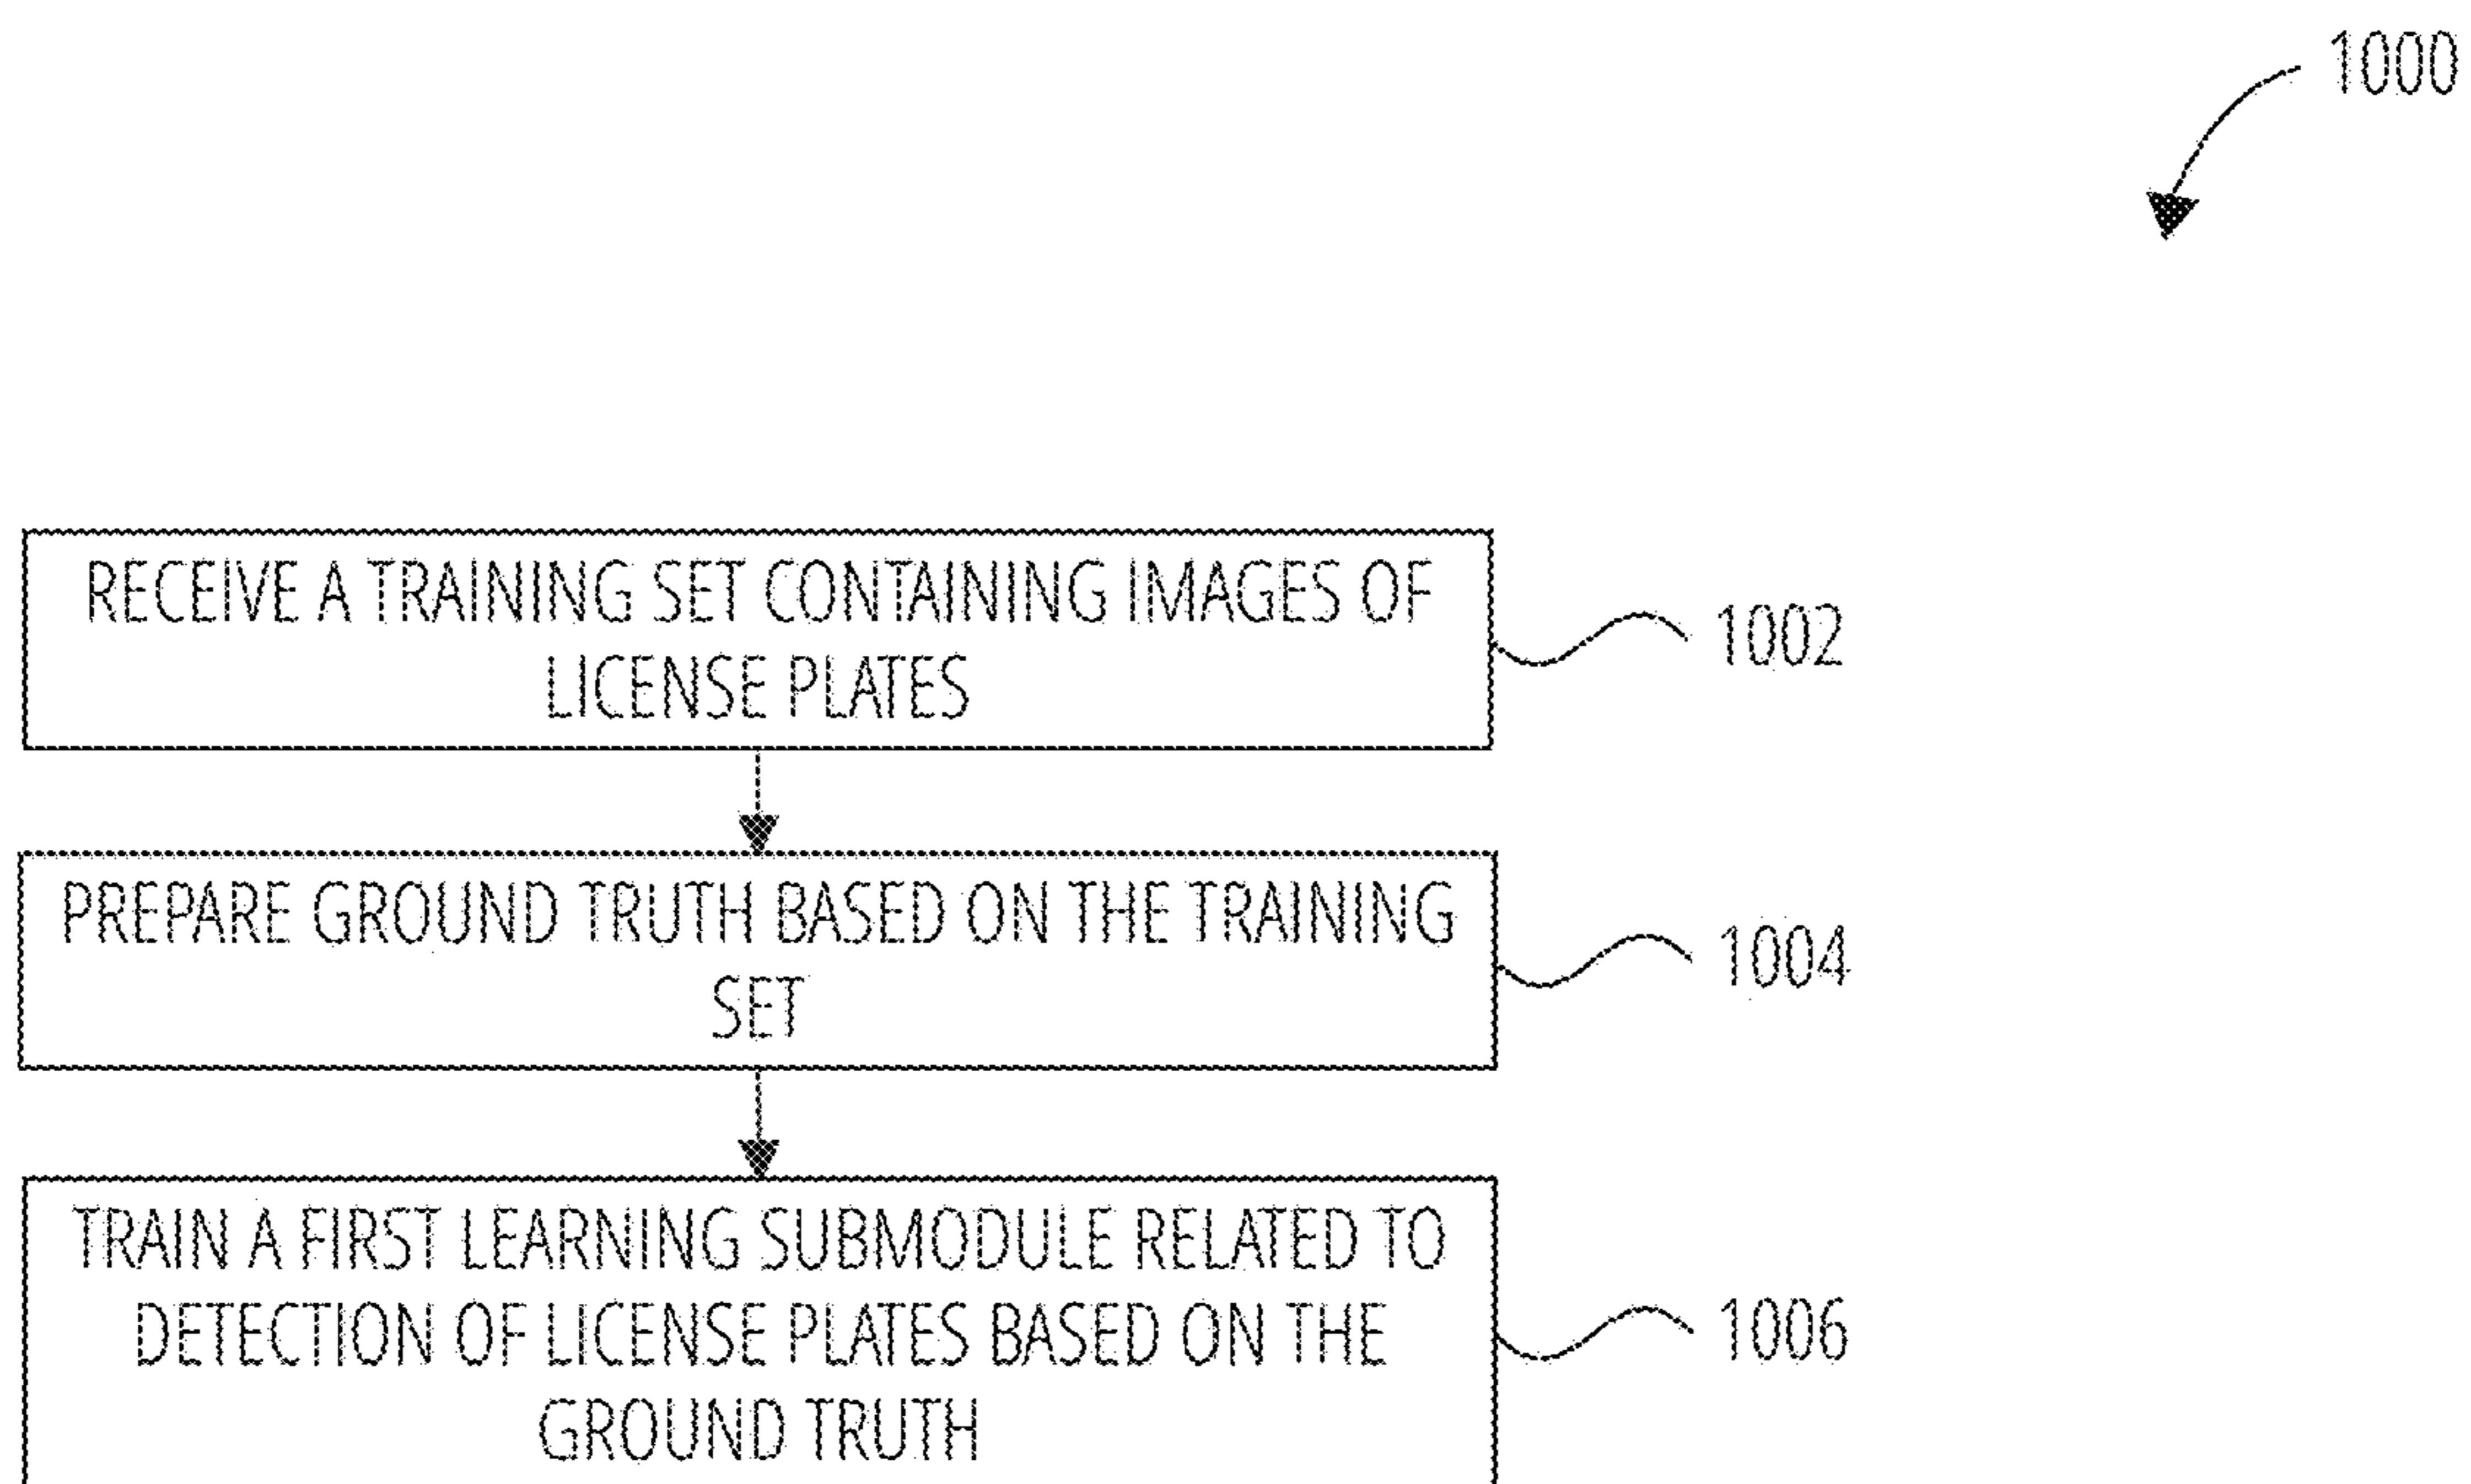 1000
RECEIVE A TRAINING SET CONTAINING IMAGES OF
LICENSE PLATES
1002
PREPARE GROUND TRUTH BASED ON THE TRAINING
SET
1004
TRAIN A FIRST LEARNING SUBMODULE RELATED TO
DETECTION OF LICENSE PLATES BASED ON THE
GROUND TRUTH
1006